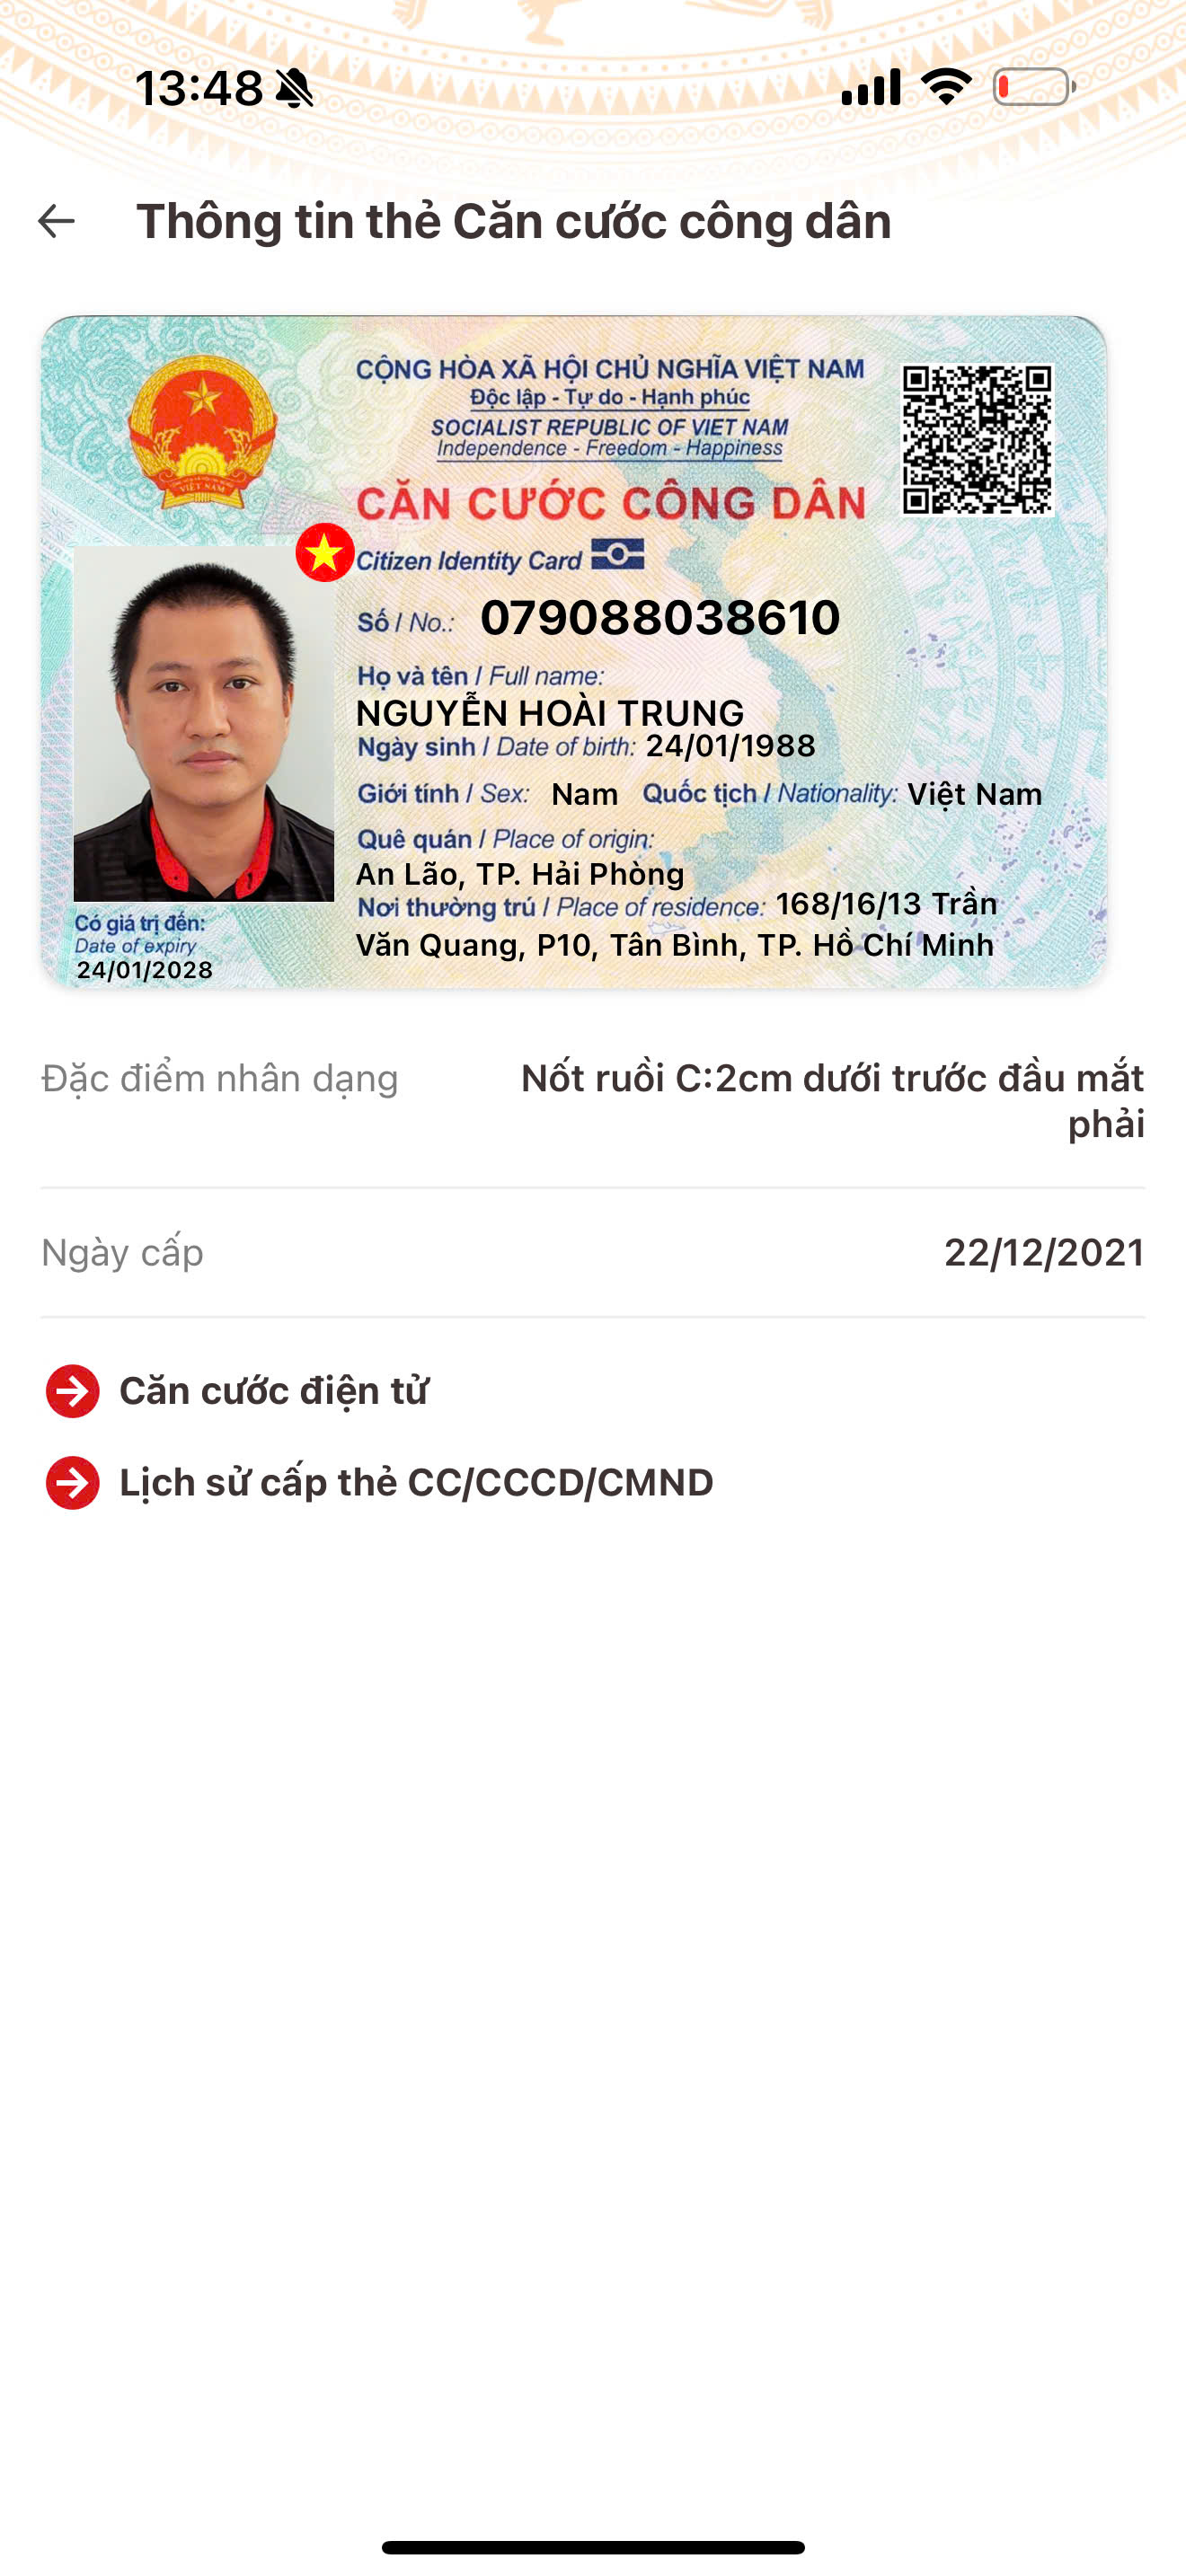 13:48
Thông tin thẻ Căn cước công dân
CỘNG HÒA XÃ HỘI CHỦ NGHĨA VIỆT NAM
Độc lập - Tự do - Hạnh phúc
SOCIALIST REPUBLIC OF VIET NAM
Independence - Freedom - Happiness
CĂN CƯỚC CÔNG DÂN
Citizen Identity Card
Số / No.: 079088038610
Họ và tên / Full name:
NGUYỄN HOÀI TRUNG
Ngày sinh / Date of birth: 24/01/1988
Giới tính / Sex: Nam Quốc tịch / Nationality: Việt Nam
Quê quán / Place of origin:
An Lão, TP. Hải Phòng
Nơi thường trú / Place of residence: 168/16/13 Trần
Văn Quang, P10, Tân Bình, TP. Hồ Chí Minh
Có giá trị đến:
Date of expiry
24/01/2028
VIỆT NAM
Đặc điểm nhân dạng
Nốt ruồi C:2cm dưới trước đầu mắt
phải
Ngày cấp 22/12/2021
Căn cước điện tử
Lịch sử cấp thẻ CC/CCCD/CMND